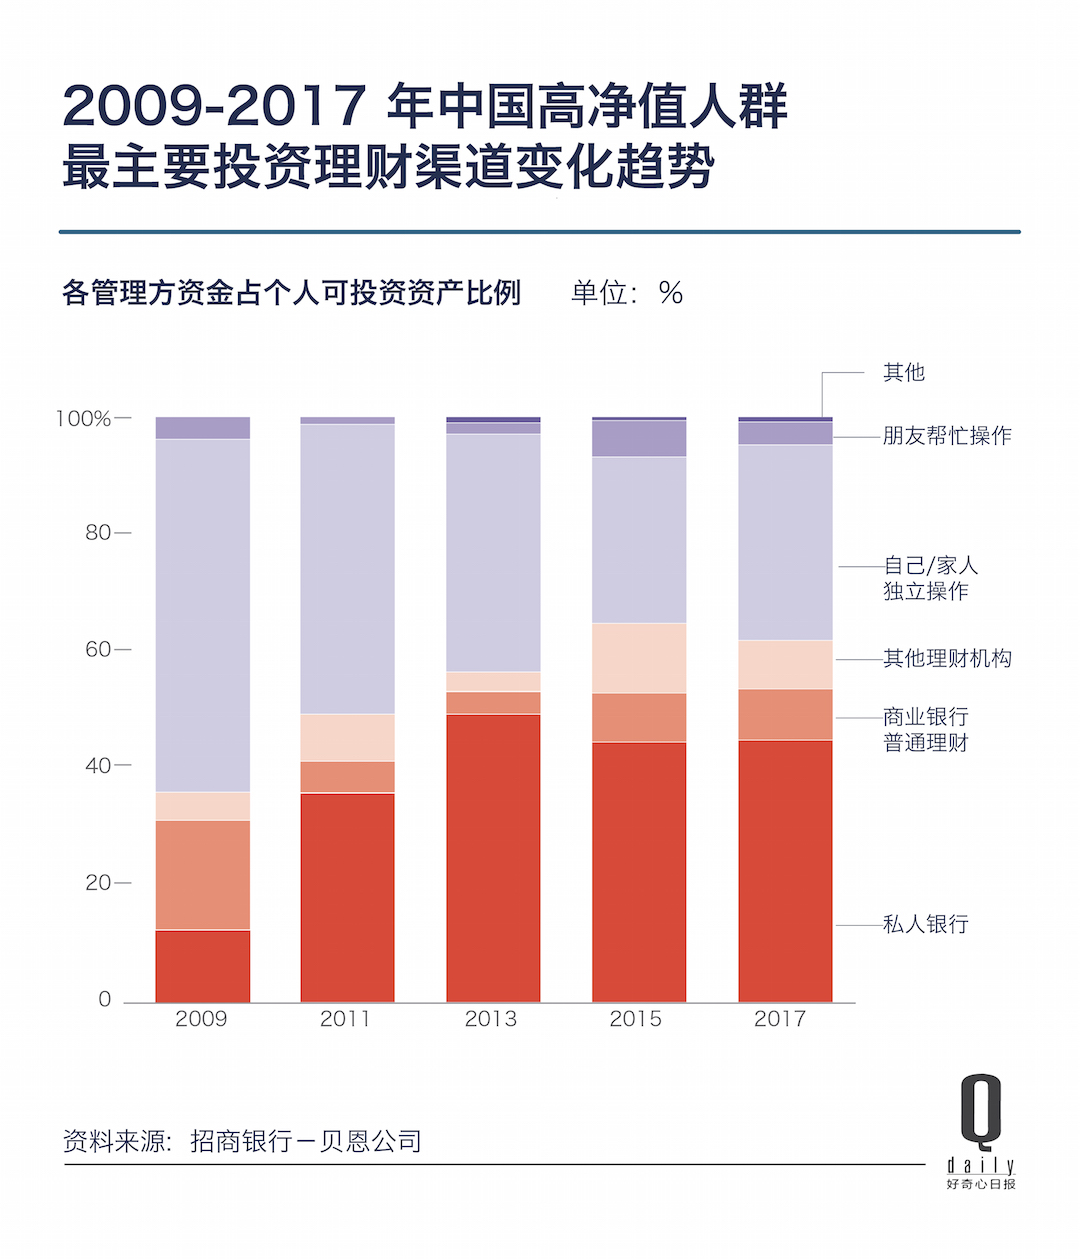 2009-2017 年中国高净值人群
最主要投资理财渠道变化趋势
各管理方资金占个人可投资资产比例 单位：%
其他
100%
朋友帮忙操作
80
自己/家人
独立操作
60
其他理财机构
商业银行
普通理财
40
20
私人银行
0
2009 2011 2013 2015 2017
资料来源：招商银行－贝恩公司
Q
daily
好奇心日报